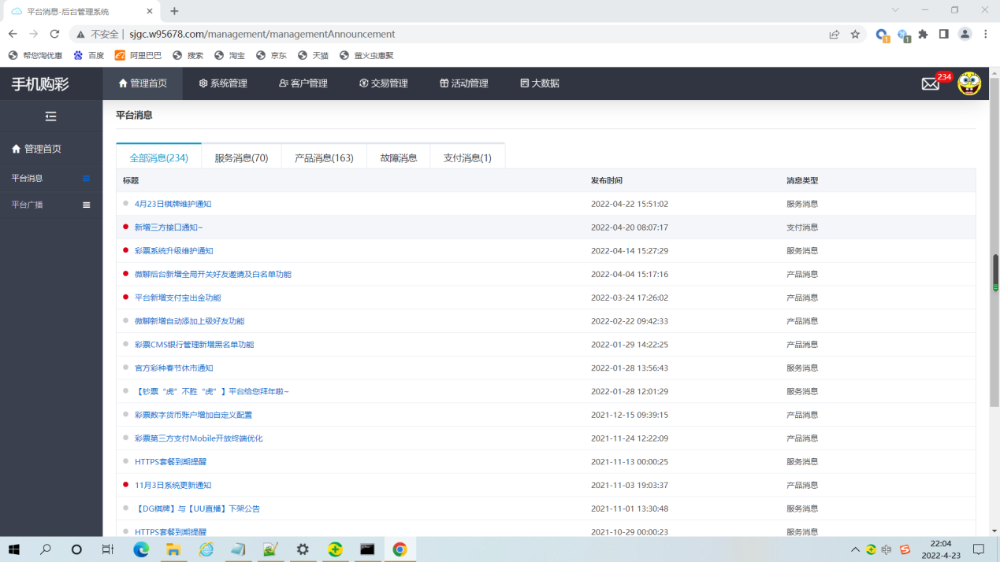 平台消息-后台管理系统
不安全 | sjgc.w95678.com/management/managementAnnouncement
1 1
帮您淘优惠 百度 阿里巴巴 搜索 淘宝 京东 天猫 萤火虫惠聚
手机购彩 管理首页 系统管理 客户管理 交易管理 活动管理 大数据 234
平台消息
管理首页
平台消息
平台广播
全部消息(234) 服务消息(70) 产品消息(163) 故障消息 支付消息(1)
标题 发布时间 消息类型
4月23日棋牌维护通知 2022-04-22 15:51:02 服务消息
新增三方接口通知~ 2022-04-20 08:07:17 支付消息
彩票系统升级维护通知 2022-04-14 15:27:29 服务消息
微聊后台新增全局开关好友邀请及白名单功能 2022-04-04 15:17:16 产品消息
平台新增支付宝出金功能 2022-03-24 17:26:02 产品消息
微聊新增自动添加上级好友功能 2022-02-22 09:42:33 产品消息
彩票CMS银行管理新增黑名单功能 2022-01-29 14:22:25 产品消息
官方彩种春节休市通知 2022-01-28 13:56:43 服务消息
【钞票“虎”不胜“虎”】平台给您拜年啦~ 2022-01-28 12:01:29 服务消息
彩票数字货币账户增加自定义配置 2021-12-15 09:39:15 产品消息
彩票第三方支付Mobile开放终端优化 2021-11-24 12:22:09 产品消息
HTTPS套餐到期提醒 2021-11-13 00:00:25 服务消息
11月3日系统更新通知 2021-11-03 19:03:37 产品消息
【DG棋牌】与【UU直播】下架公告 2021-11-01 13:30:48 服务消息
HTTPS套餐到期提醒 2021-10-29 00:00:23 服务消息
中
22:04
2022-4-23